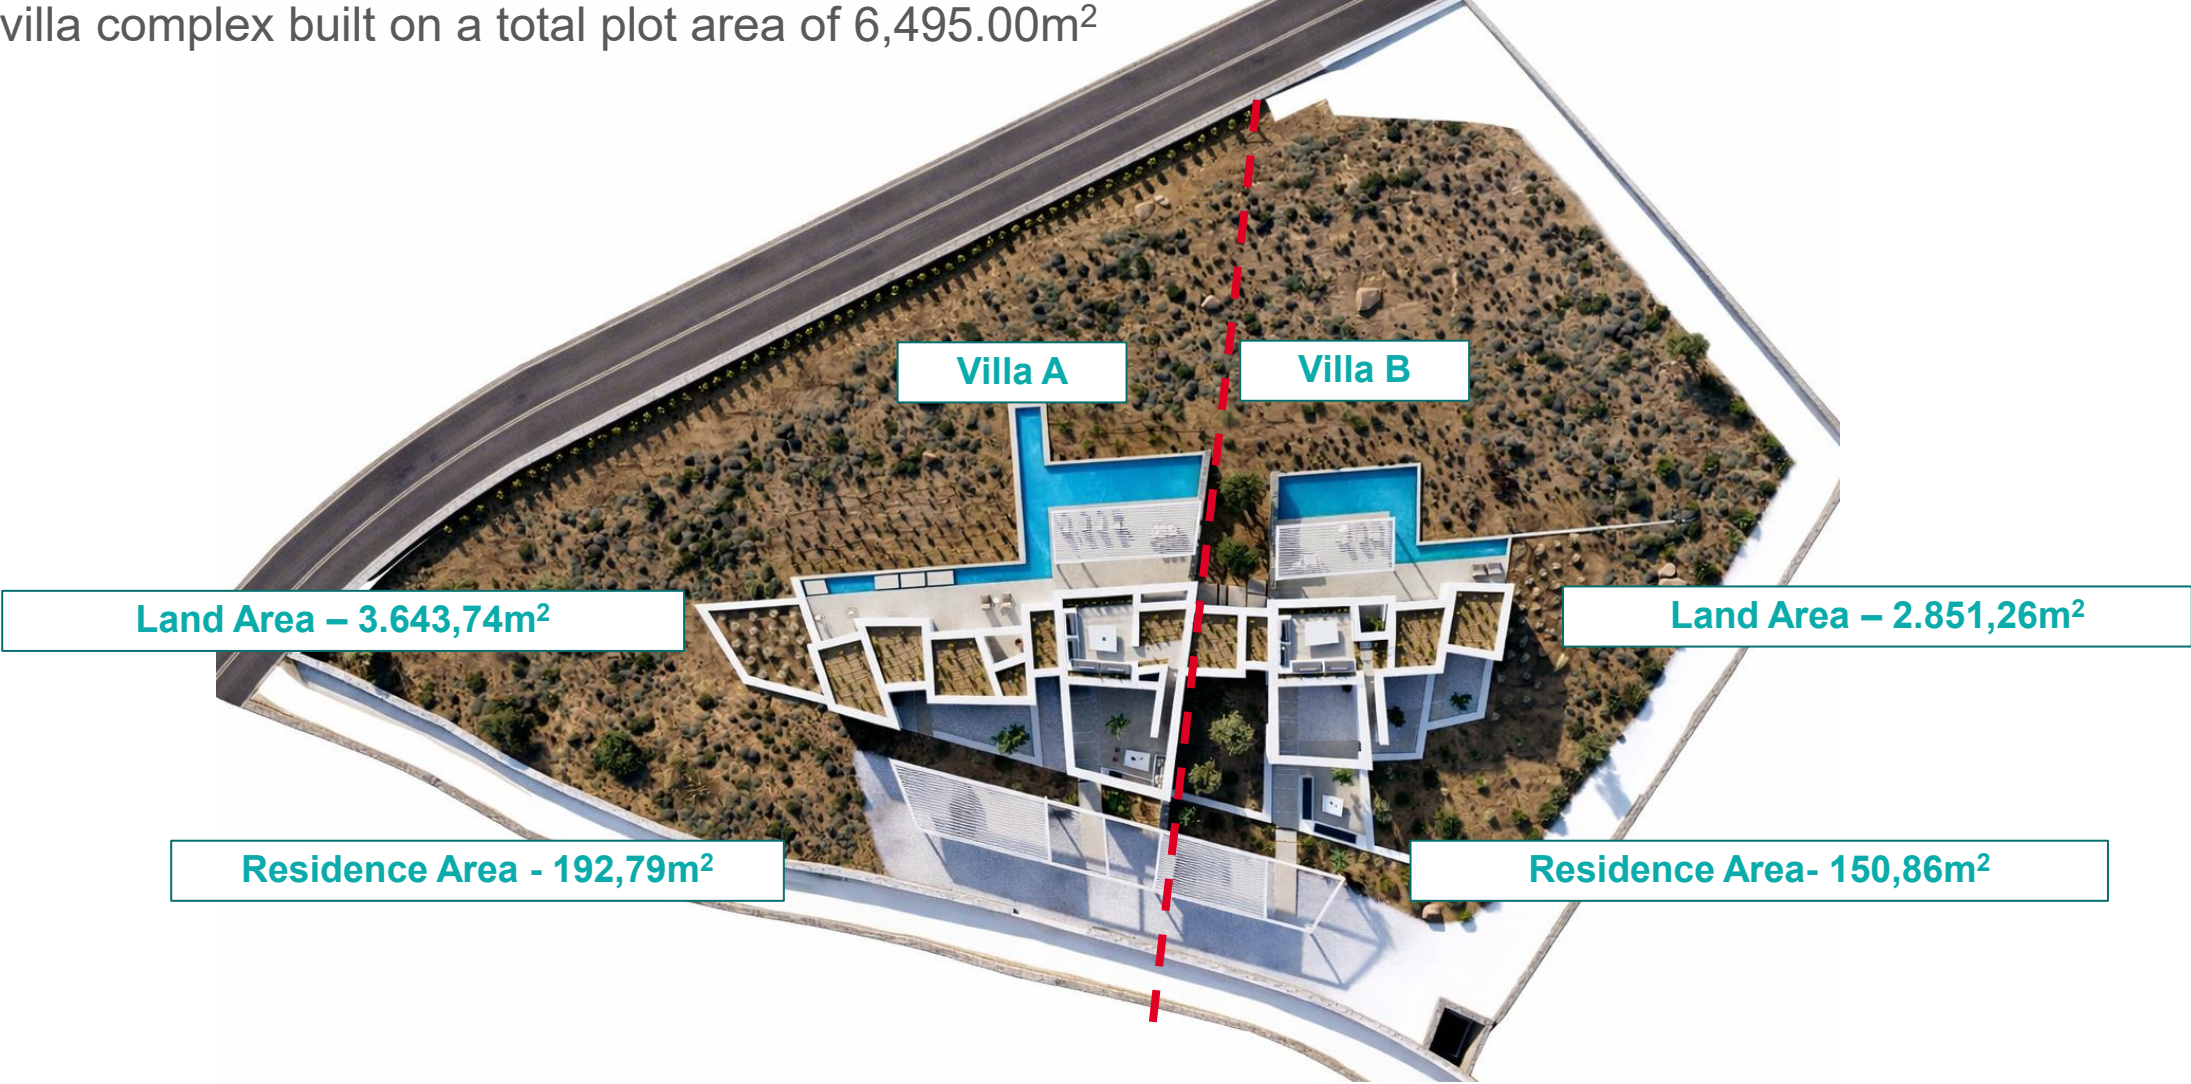 villa complex built on a total plot area of 6,495.00m²
Villa A
Villa B
Land Area – 3.643,74m²
Land Area – 2.851,26m²
Residence Area - 192,79m²
Residence Area- 150,86m²